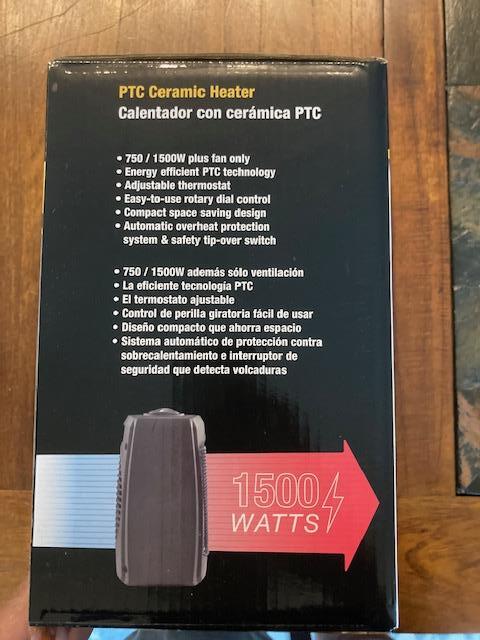 PTC Ceramic Heater
Calentador con cerámica PTC
• 750 / 1500W plus fan only
• Energy efficient PTC technology
• Adjustable thermostat
• Easy-to-use rotary dial control
• Compact space saving design
• Automatic overheat protection
system & safety tip-over switch
• 750 / 1500W además sólo ventilación
• La eficiente tecnología PTC
• El termostato ajustable
• Control de perilla giratoria fácil de usar
• Diseño compacto que ahorra espacio
• Sistema automático de protección contra
sobrecalentamiento e interruptor de
seguridad que detecta volcaduras
1500
WATTS